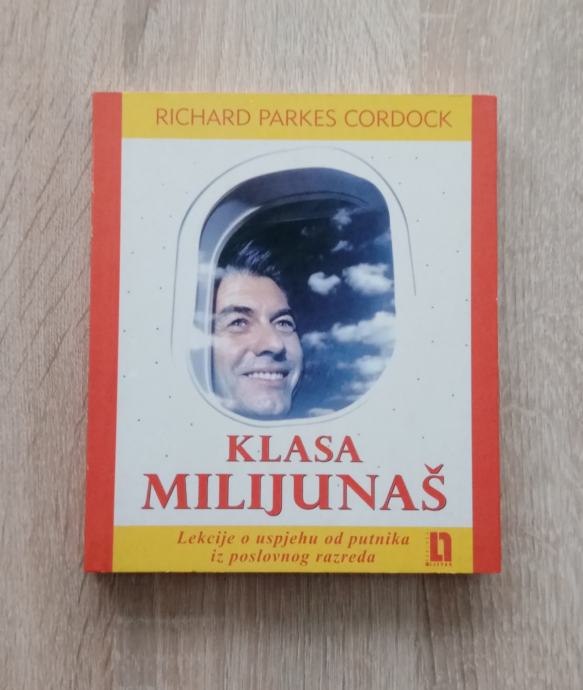 RICHARD PARKES CORDOCK
KLASA
MILIJUNAŠ
Lekcije o uspjehu od putnika
iz poslovnog razreda